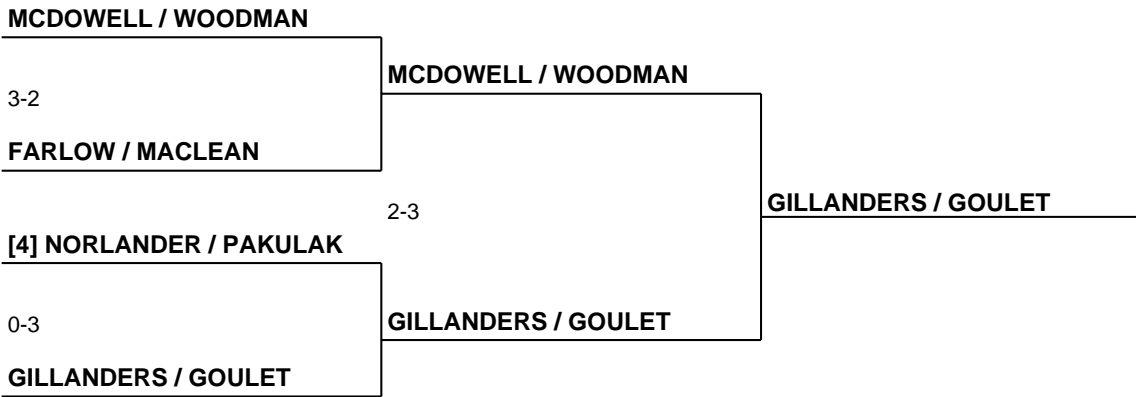 MCDOWELL / WOODMAN
MCDOWELL / WOODMAN
3-2
FARLOW / MACLEAN
GILLANDERS / GOULET
2-3
[4] NORLANDER / PAKULAK
0-3
GILLANDERS / GOULET
GILLANDERS / GOULET